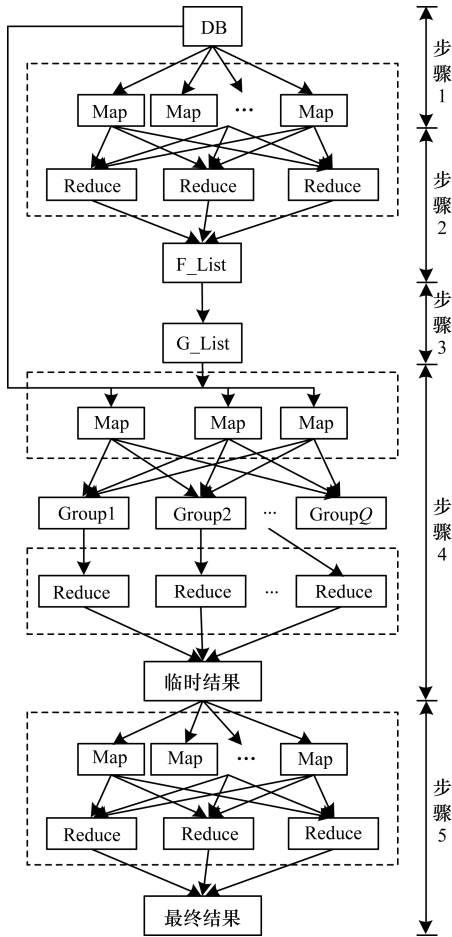 DB
步骤1
Map Map ··· Map
Reduce Reduce Reduce
步骤2
F_List
步骤3
G_List
Map Map Map
Group1 Group2 ··· GroupQ
步骤4
Reduce Reduce ··· Reduce
临时结果
Map Map ··· Map
步骤5
Reduce Reduce Reduce
最终结果